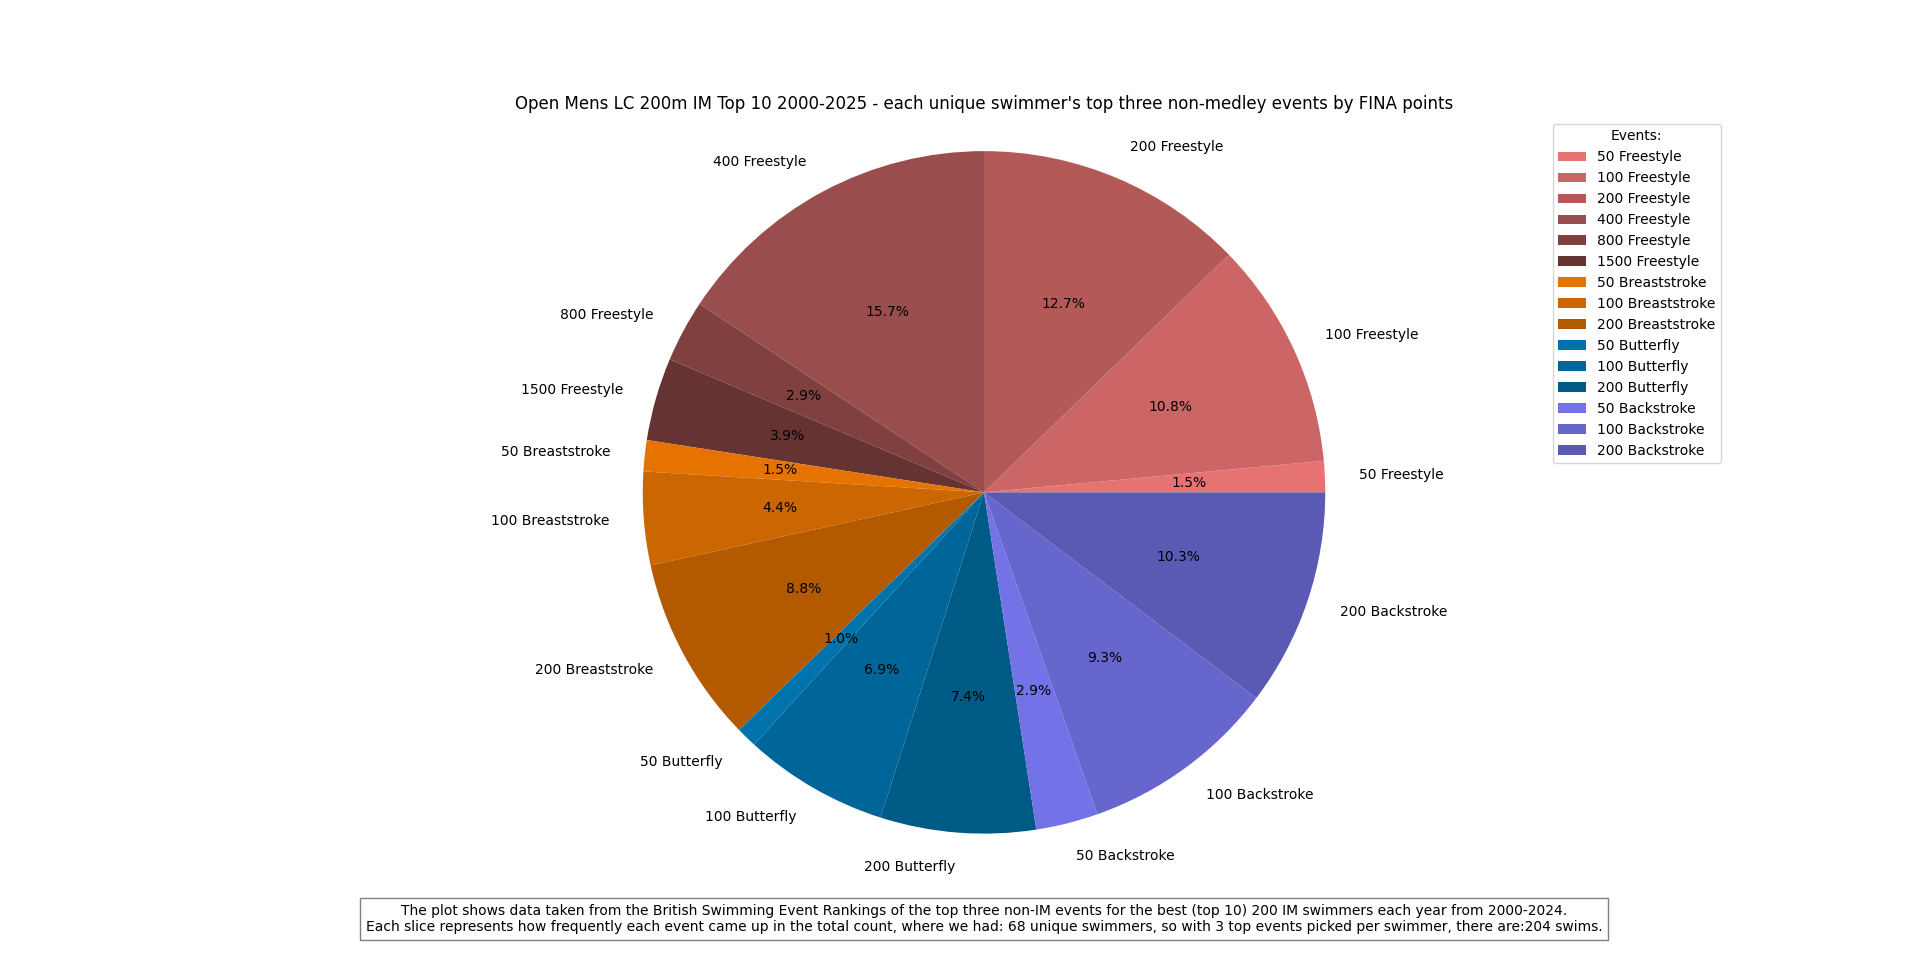 Open Mens LC 200m IM Top 10 2000-2025 - each unique swimmer's top three non-medley events by FINA points
200 Freestyle
400 Freestyle
100 Freestyle
800 Freestyle
1500 Freestyle
50 Breaststroke
50 Freestyle
100 Breaststroke
200 Backstroke
200 Breaststroke
50 Butterfly
100 Backstroke
100 Butterfly
50 Backstroke
200 Butterfly
12.7%
15.7%
10.8%
2.9%
3.9%
1.5%
1.5%
4.4%
10.3%
8.8%
1.0%
9.3%
6.9%
2.9%
7.4%
Events:
50 Freestyle
100 Freestyle
200 Freestyle
400 Freestyle
800 Freestyle
1500 Freestyle
50 Breaststroke
100 Breaststroke
200 Breaststroke
50 Butterfly
100 Butterfly
200 Butterfly
50 Backstroke
100 Backstroke
200 Backstroke
The plot shows data taken from the British Swimming Event Rankings of the top three non-IM events for the best (top 10) 200 IM swimmers each year from 2000-2024.
Each slice represents how frequently each event came up in the total count, where we had: 68 unique swimmers, so with 3 top events picked per swimmer, there are:204 swims.